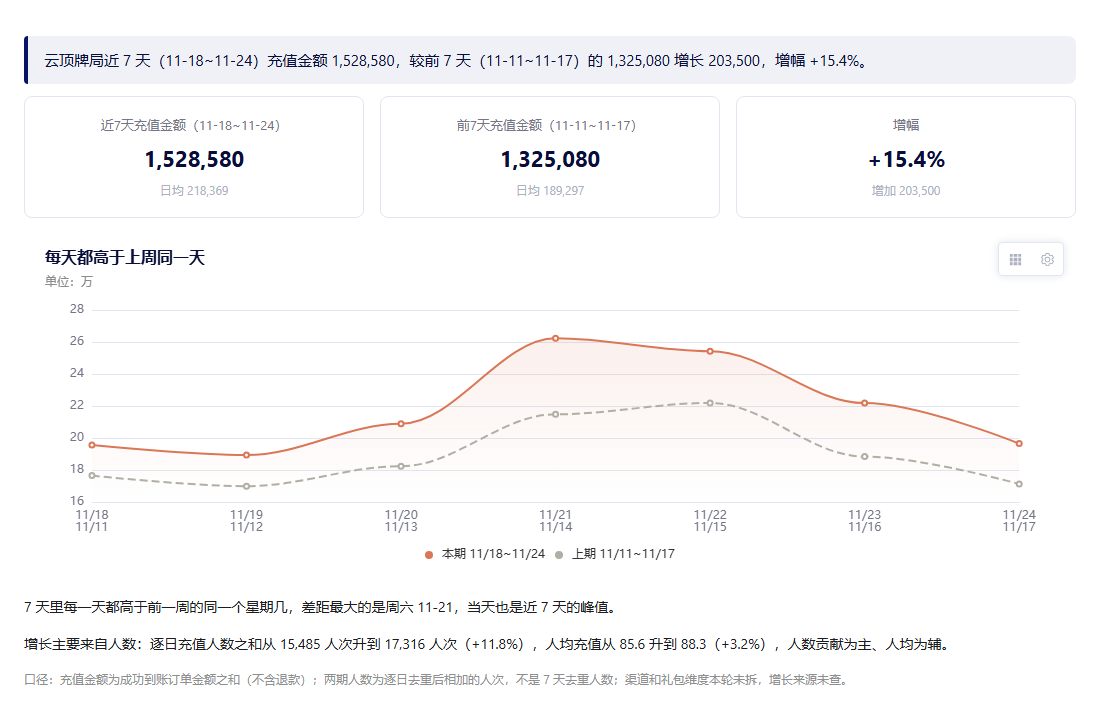 云顶牌局近 7 天（11-18~11-24）充值金额 1,528,580，较前 7 天（11-11~11-17）的 1,325,080 增长 203,500，增幅 +15.4%。
近7天充值金额（11-18~11-24）
1,528,580
日均 218,369
前7天充值金额（11-11~11-17）
1,325,080
日均 189,297
增幅
+15.4%
增加 203,500
每天都高于上周同一天
单位：万
28
26
24
22
20
18
16
11/18 11/19 11/20 11/21 11/22 11/23 11/24
11/11 11/12 11/13 11/14 11/15 11/16 11/17
本期 11/18~11/24 上期 11/11~11/17
7 天里每一天都高于前一周的同一个星期几，差距最大的是周六 11-21，当天也是近 7 天的峰值。
增长主要来自人数：逐日充值人数之和从 15,485 人次升到 17,316 人次（+11.8%），人均充值从 85.6 升到 88.3（+3.2%），人数贡献为主、人均为辅。
口径：充值金额为成功到账订单金额之和（不含退款）；两期人数为逐日去重后相加的人次，不是 7 天去重人数；渠道和礼包维度本轮未拆，增长来源未查。